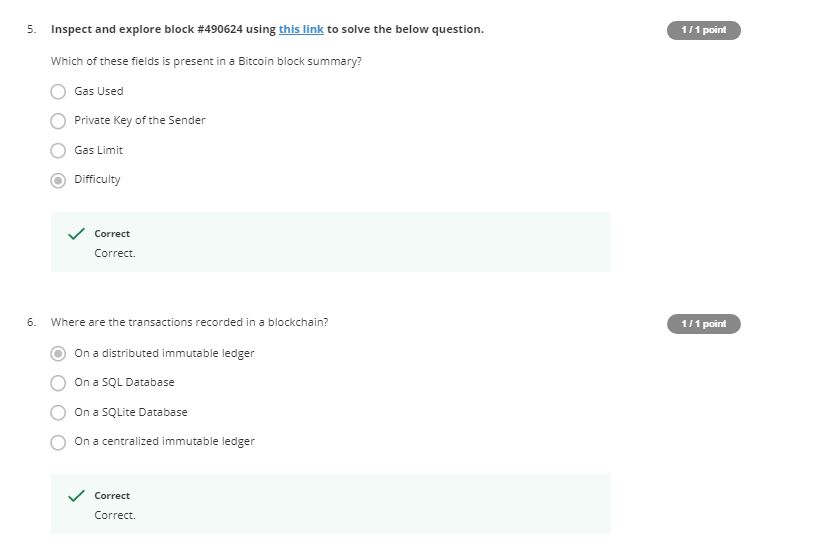 5. Inspect and explore block #490624 using this link to solve the below question.
1 / 1 point
Which of these fields is present in a Bitcoin block summary?
Gas Used
Private Key of the Sender
Gas Limit
Difficulty
Correct
Correct.
6. Where are the transactions recorded in a blockchain?
1 / 1 point
On a distributed immutable ledger
On a SQL Database
On a SQLite Database
On a centralized immutable ledger
Correct
Correct.